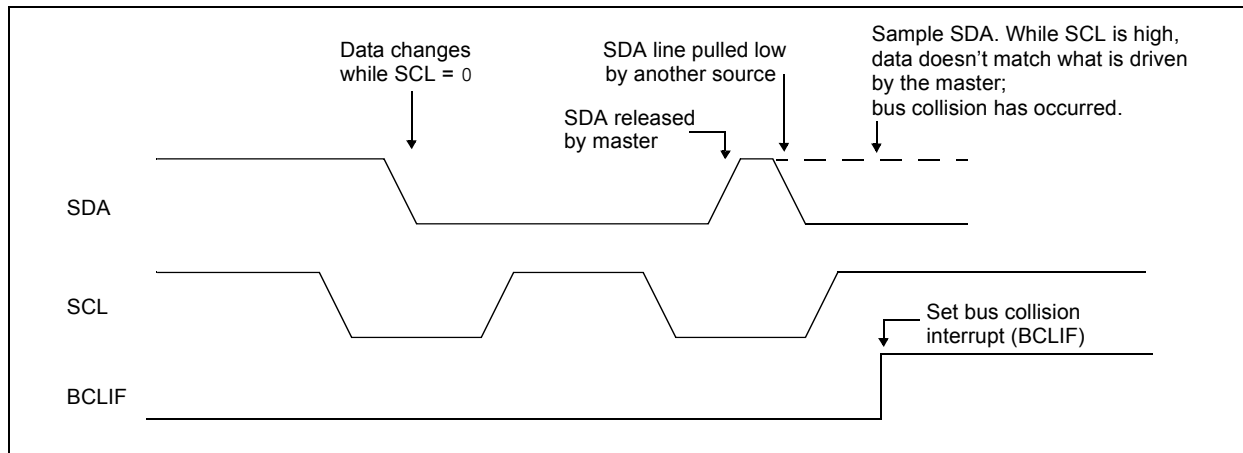 Data changes
while SCL = 0
SDA line pulled low
by another source
SDA released
by master
Sample SDA. While SCL is high,
data doesn't match what is driven
by the master;
bus collision has occurred.
SDA
SCL
Set bus collision
interrupt (BCLIF)
BCLIF